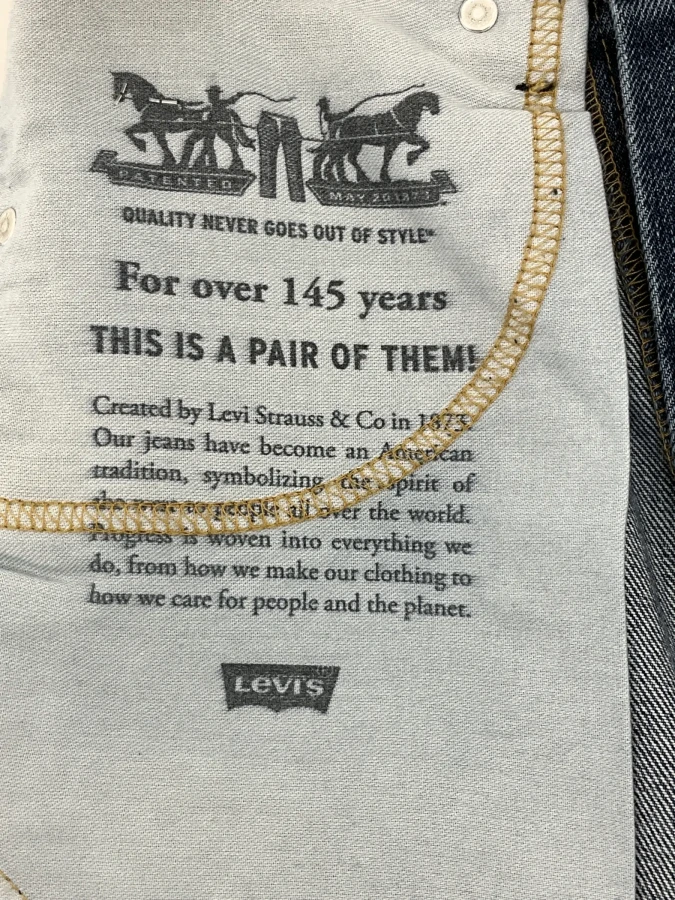 PATENTED MAY 20 1873
QUALITY NEVER GOES OUT OF STYLE™
For over 145 years
THIS IS A PAIR OF THEM!
Created by Levi Strauss & Co in 1873.
Our jeans have become an American
tradition, symbolizing the spirit of
the to people all over the world.
Progress is woven into everything we
do, from how we make our clothing to
how we care for people and the planet.
LEVI'S